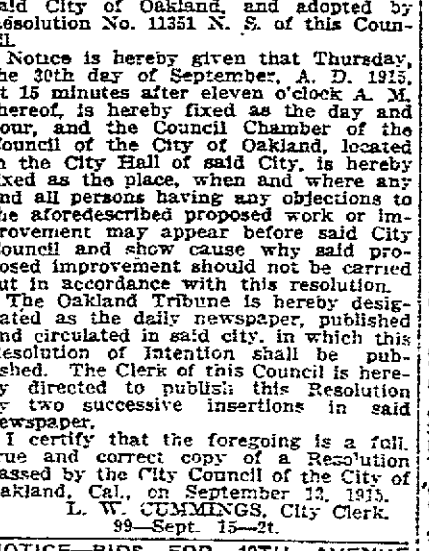 aid City of Oakland, and adopted by
Resolution No. 11351 N. S. of this Coun-
cil.
Notice is hereby given that Thursday,
the 30th day of September, A. D. 1915,
at 15 minutes after eleven o'clock A. M.
thereof, is hereby fixed as the day and
hour, and the Council Chamber of the
Council of the City of Oakland, located
in the City Hall of said City, is hereby
fixed as the place, when and where any
and all persons having any objections to
the aforedescribed proposed work or im-
provement may appear before said City
Council and show cause why said pro-
posed improvement should not be carried
out in accordance with this resolution.
The Oakland Tribune is hereby desig-
nated as the daily newspaper, published
and circulated in said city, in which this
Resolution of Intention shall be pub-
lished. The Clerk of this Council is here-
by directed to publish this Resolution
by two successive insertions in said
newspaper.
I certify that the foregoing is a full,
true and correct copy of a Resolution
passed by the City Council of the City of
Oakland, Cal., on September 13, 1915.
L. W. CUMMINGS, City Clerk.
99—Sept. 15—2t.
NOTICE—BIDS FOR 12TH AVENUE